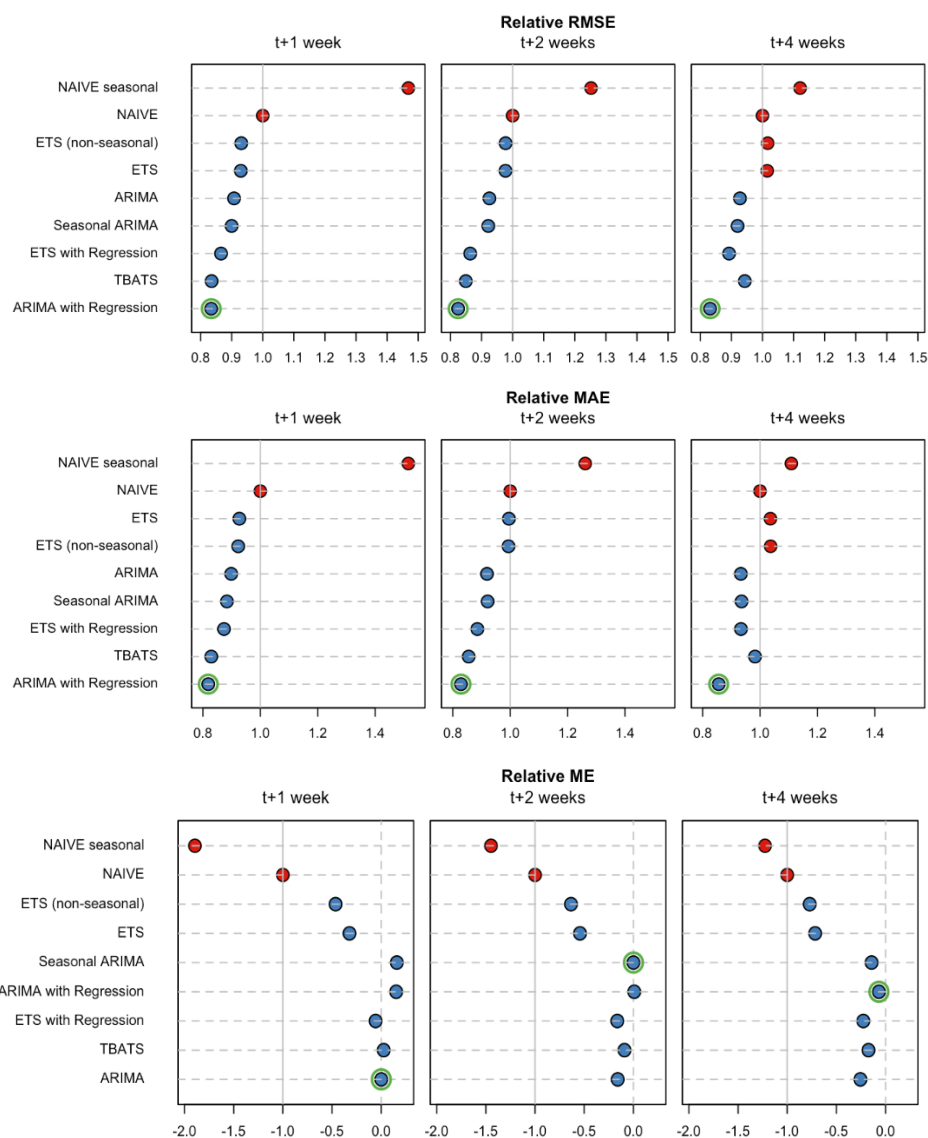 Relative RMSE
t+1 week t+2 weeks t+4 weeks
NAIVE seasonal
NAIVE
ETS (non-seasonal)
ETS
ARIMA
Seasonal ARIMA
ETS with Regression
TBATS
ARIMA with Regression
0.8 0.9 1.0 1.1 1.2 1.3 1.4 1.5 0.8 0.9 1.0 1.1 1.2 1.3 1.4 1.5 0.8 0.9 1.0 1.1 1.2 1.3 1.4 1.5
Relative MAE
t+1 week t+2 weeks t+4 weeks
NAIVE seasonal
NAIVE
ETS
ETS (non-seasonal)
ARIMA
Seasonal ARIMA
ETS with Regression
TBATS
ARIMA with Regression
0.8 1.0 1.2 1.4 0.8 1.0 1.2 1.4 0.8 1.0 1.2 1.4
Relative ME
t+1 week t+2 weeks t+4 weeks
NAIVE seasonal
NAIVE
ETS (non-seasonal)
ETS
Seasonal ARIMA
ARIMA with Regression
ETS with Regression
TBATS
ARIMA
-2.0 -1.5 -1.0 -0.5 0.0 -2.0 -1.5 -1.0 -0.5 0.0 -2.0 -1.5 -1.0 -0.5 0.0